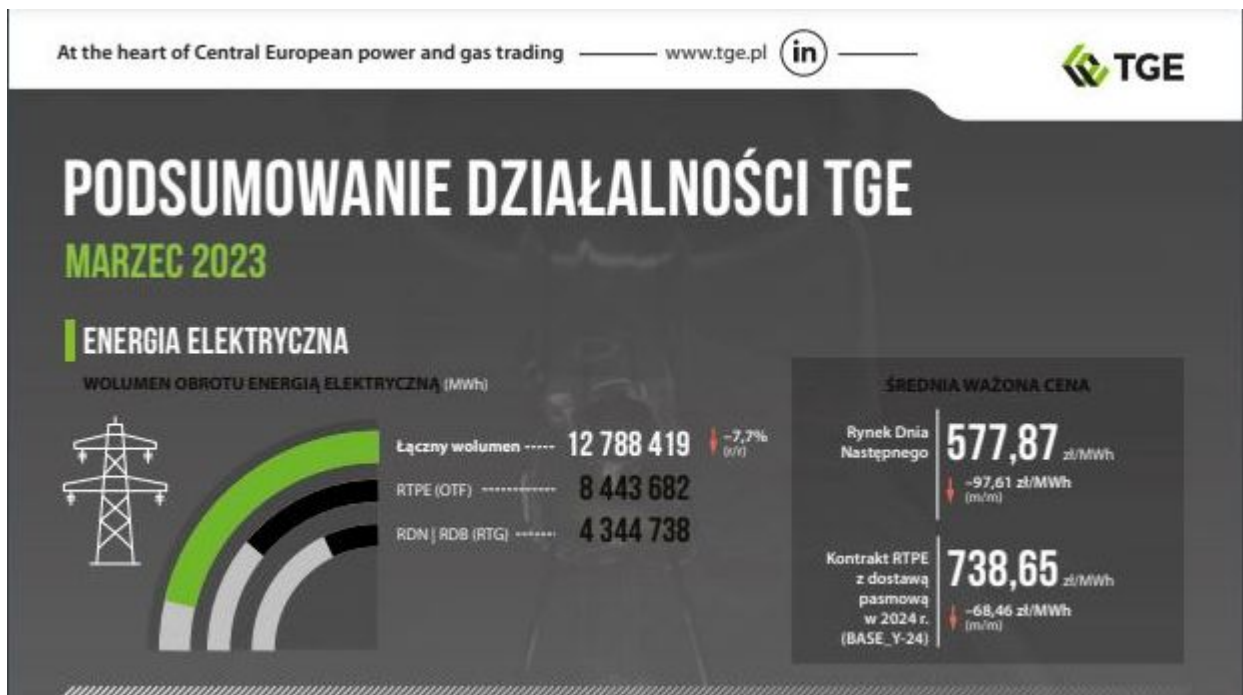 At the heart of Central European power and gas trading
www.tge.pl
in
TGE
PODSUMOWANIE DZIAŁALNOŚCI TGE
MARZEC 2023
ENERGIA ELEKTRYCZNA
WOLUMEN OBROTU ENERGIĄ ELEKTRYCZNĄ (MWh)
Łączny wolumen 12 788 419 -7,7%
(r/r)
RTPE (OTF) 8 443 682
RDN | RDB (RTG) 4 344 738
ŚREDNIA WAŻONA CENA
Rynek Dnia
Następnego
577,87 zł/MWh
-97,61 zł/MWh
(m/m)
Kontrakt RTPE
z dostawą
pasmową
w 2024 r.
(BASE_Y-24)
738,65 zł/MWh
-68,46 zł/MWh
(m/m)